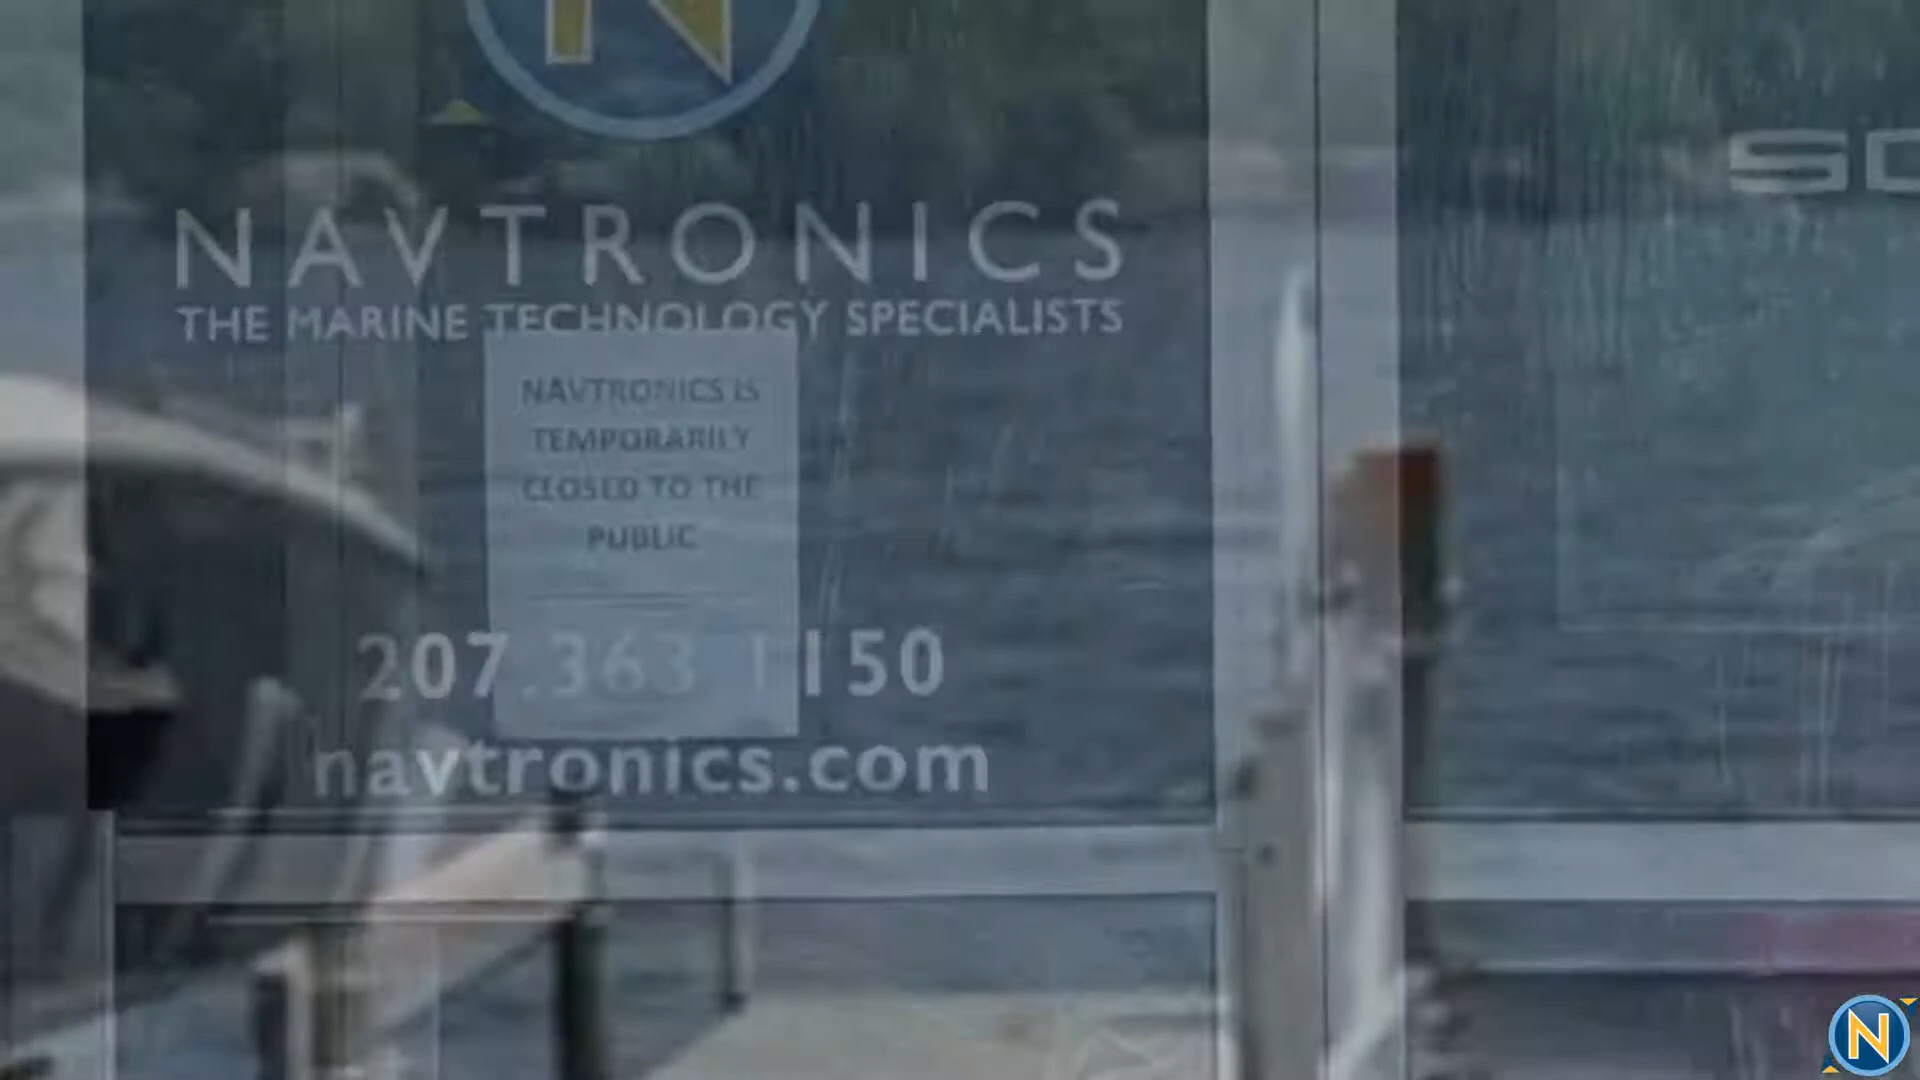 N
NAVTRONICS
THE MARINE TECHNOLOGY SPECIALISTS
NAVTRONICS IS
TEMPORARILY
CLOSED TO THE
PUBLIC
207.363.1150
navtronics.com
N